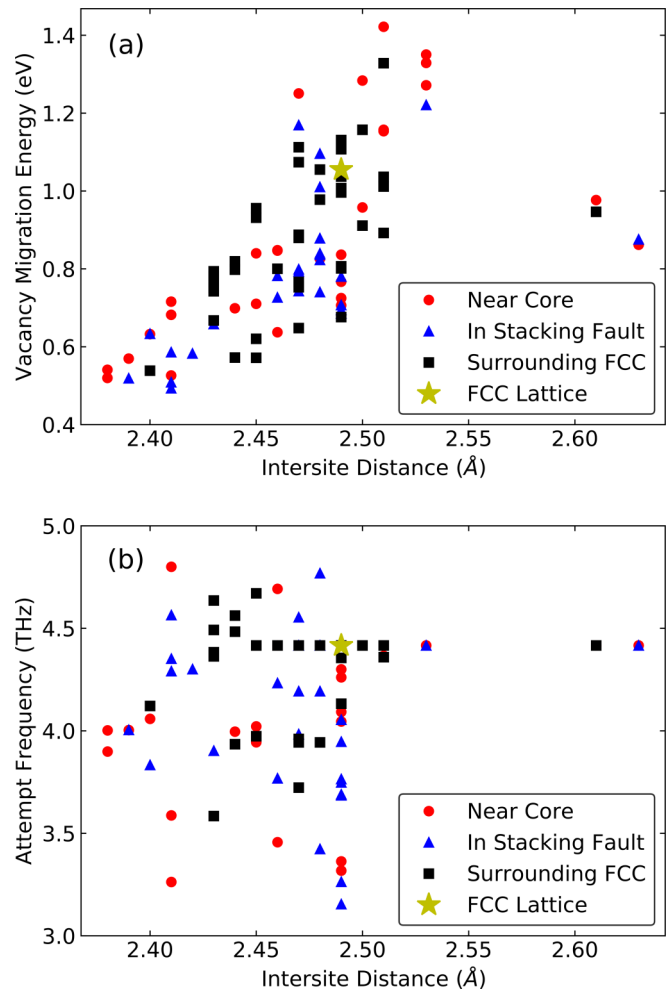 (a)
Vacancy Migration Energy (eV)
1.4
1.2
1.0
0.8
0.6
0.4
Near Core
In Stacking Fault
Surrounding FCC
FCC Lattice
2.40 2.45 2.50 2.55 2.60
Intersite Distance (Å)
(b)
Attempt Frequency (THz)
5.0
4.5
4.0
3.5
3.0
Near Core
In Stacking Fault
Surrounding FCC
FCC Lattice
2.40 2.45 2.50 2.55 2.60
Intersite Distance (Å)